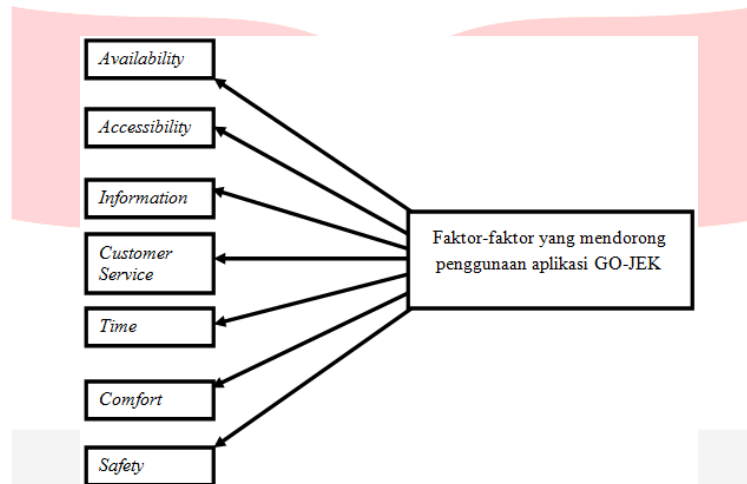 Availability
Accessibility
Information
Customer
Service
Time
Comfort
Safety
Faktor-faktor yang mendorong
penggunaan aplikasi GO-JEK